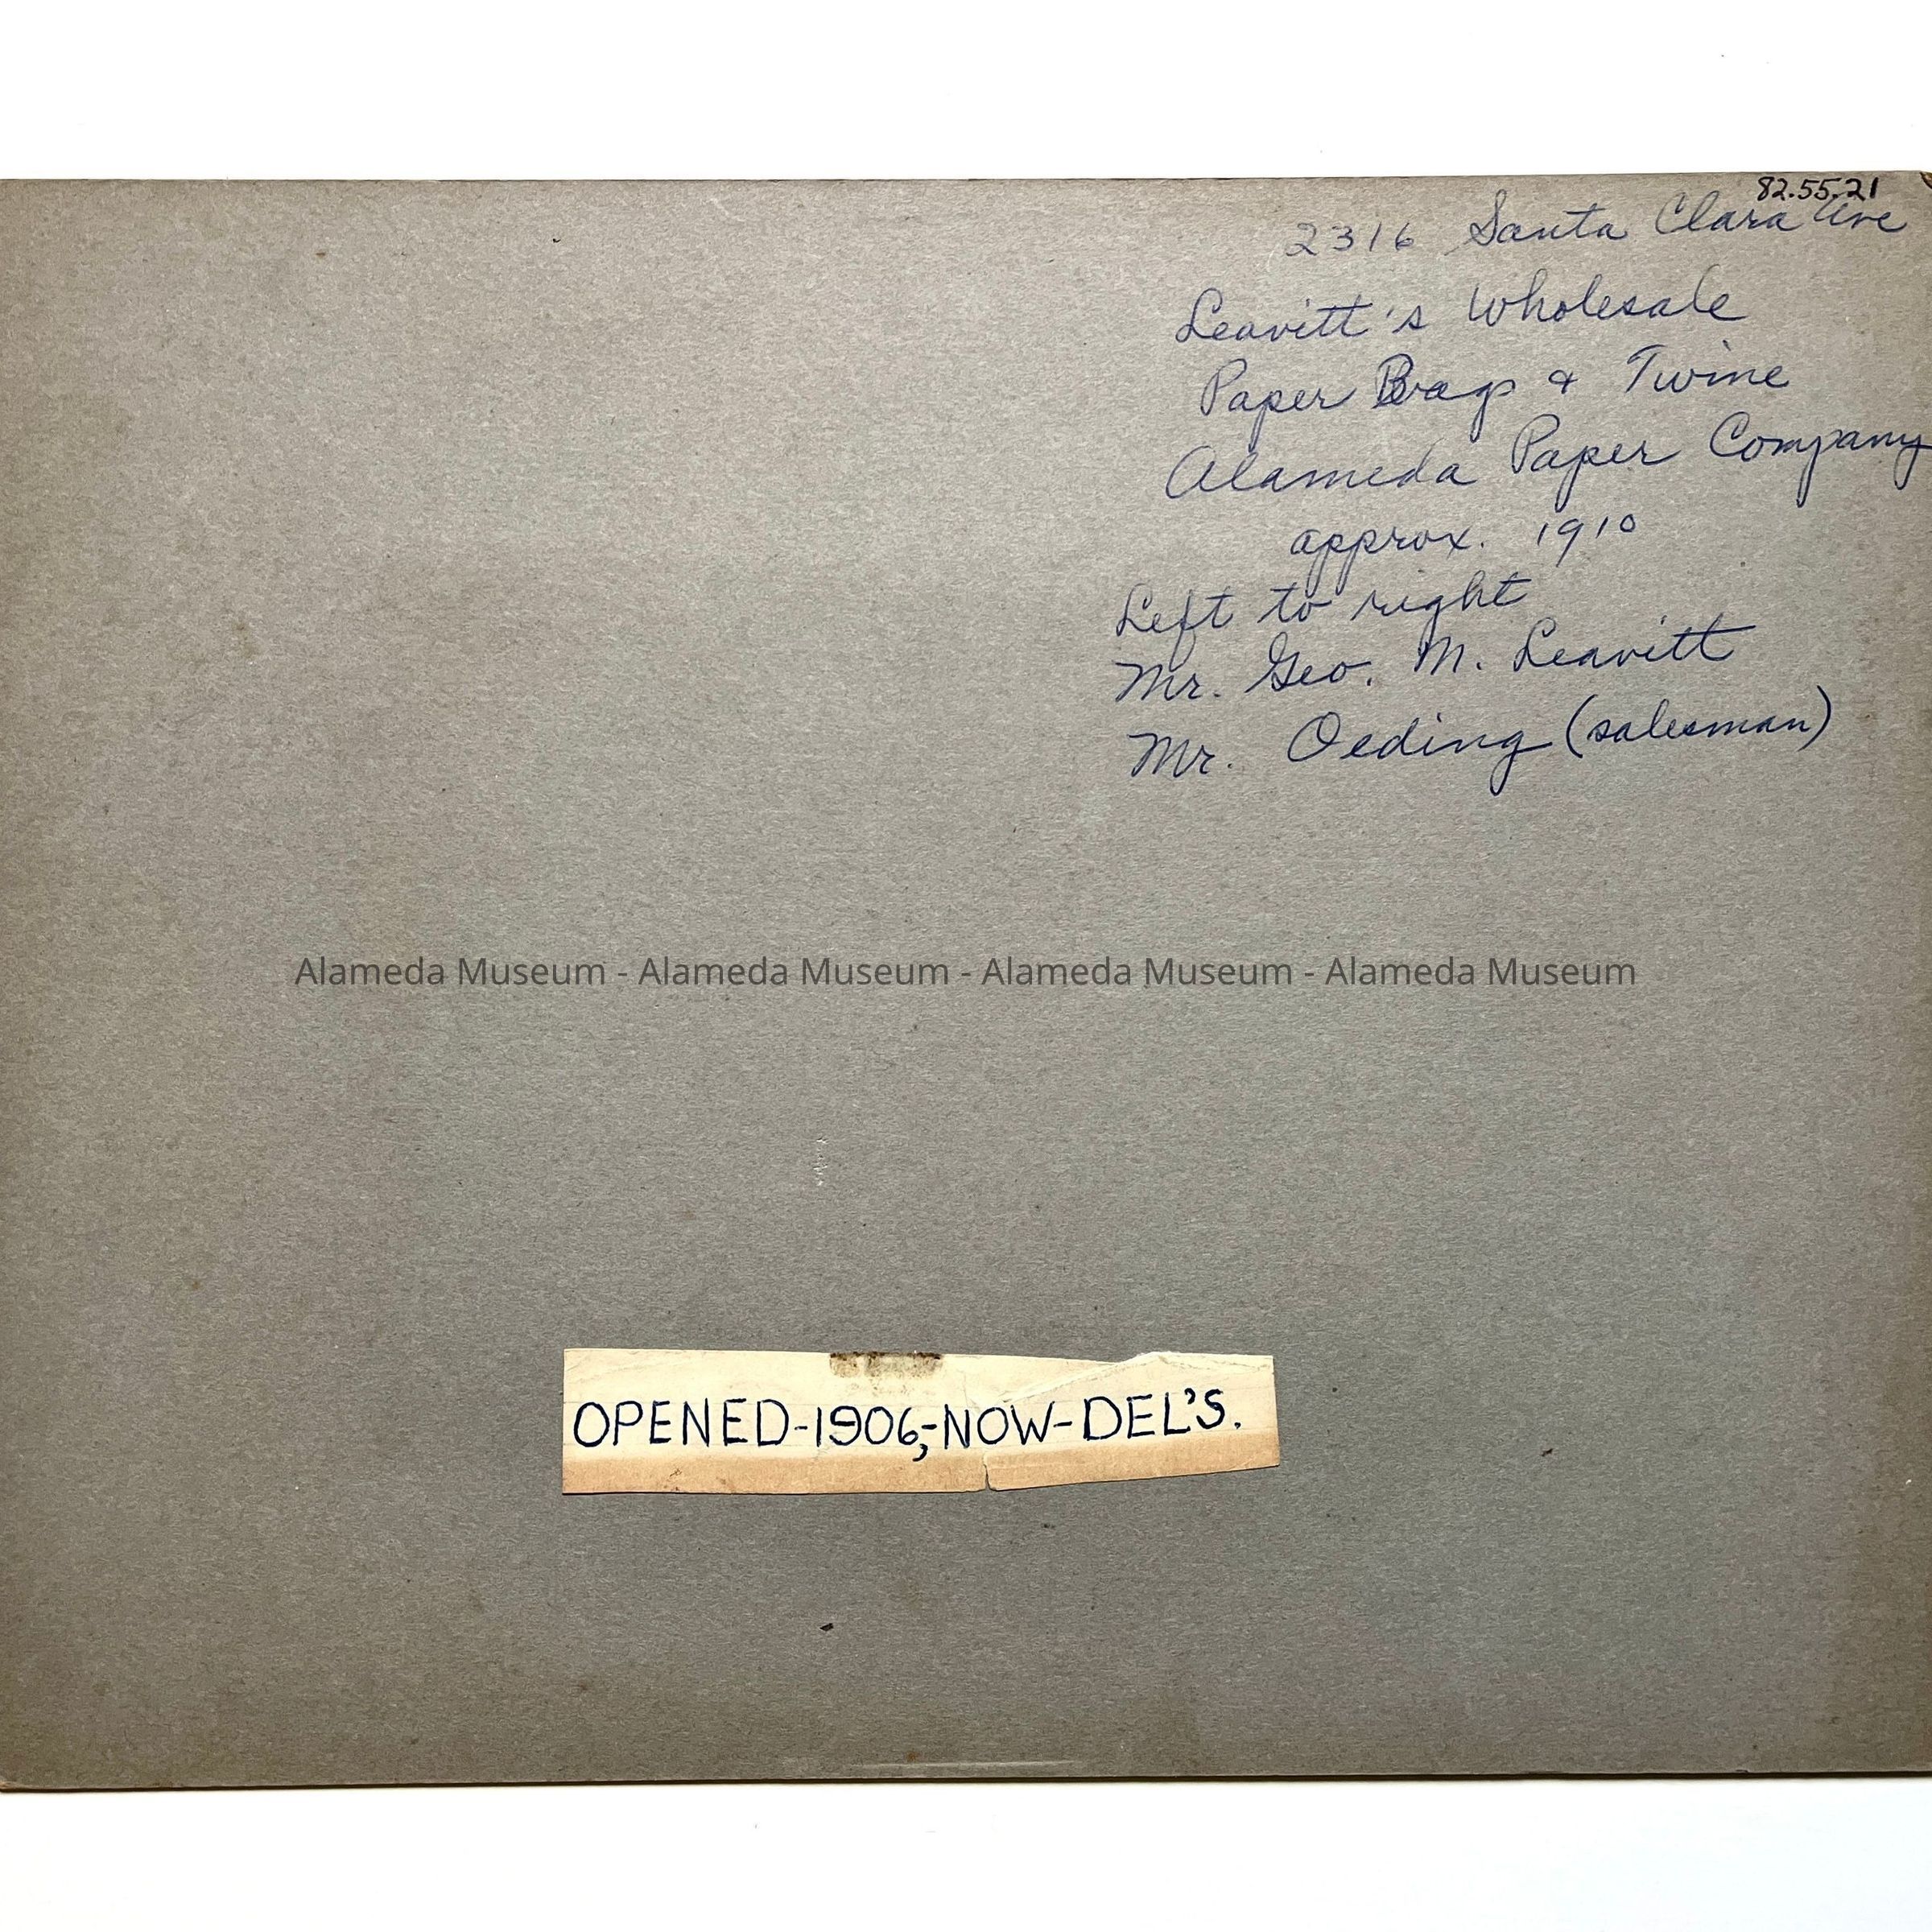 82.55.21
2316 Santa Clara Ave
Leavitt's Wholesale
Paper Bags & Twine
Alameda Paper Company
approx. 1910
Left to right
Mr. Geo. M. Leavitt
Mr. Oeding (salesman)
Alameda Museum - Alameda Museum - Alameda Museum - Alameda Museum
OPENED-1906,-NOW-DEL'S.